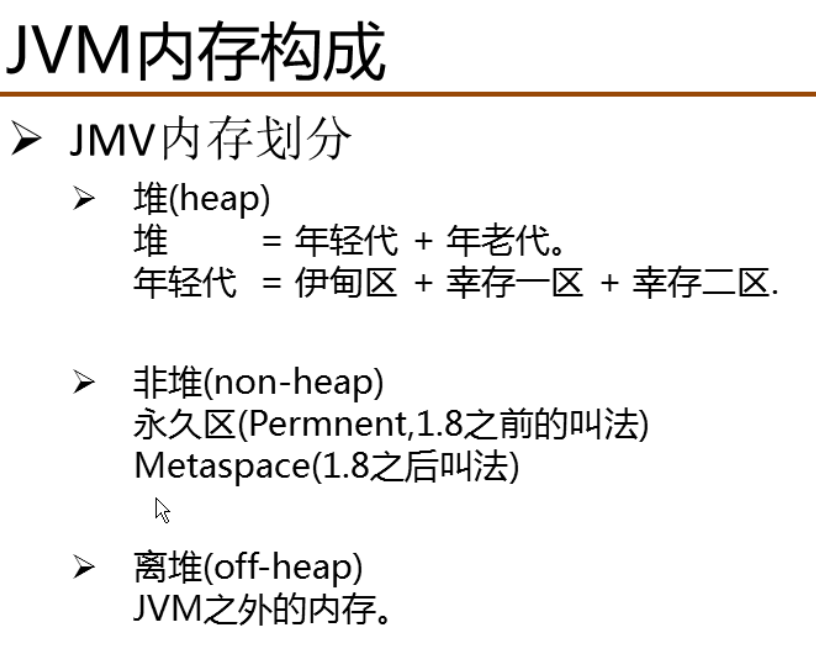 JVM内存构成
JMV内存划分
堆(heap)
堆 = 年轻代 + 年老代。
年轻代 = 伊甸区 + 幸存一区 + 幸存二区.
非堆(non-heap)
永久区(Permnent,1.8之前的叫法)
Metaspace(1.8之后叫法)
离堆(off-heap)
JVM之外的内存。